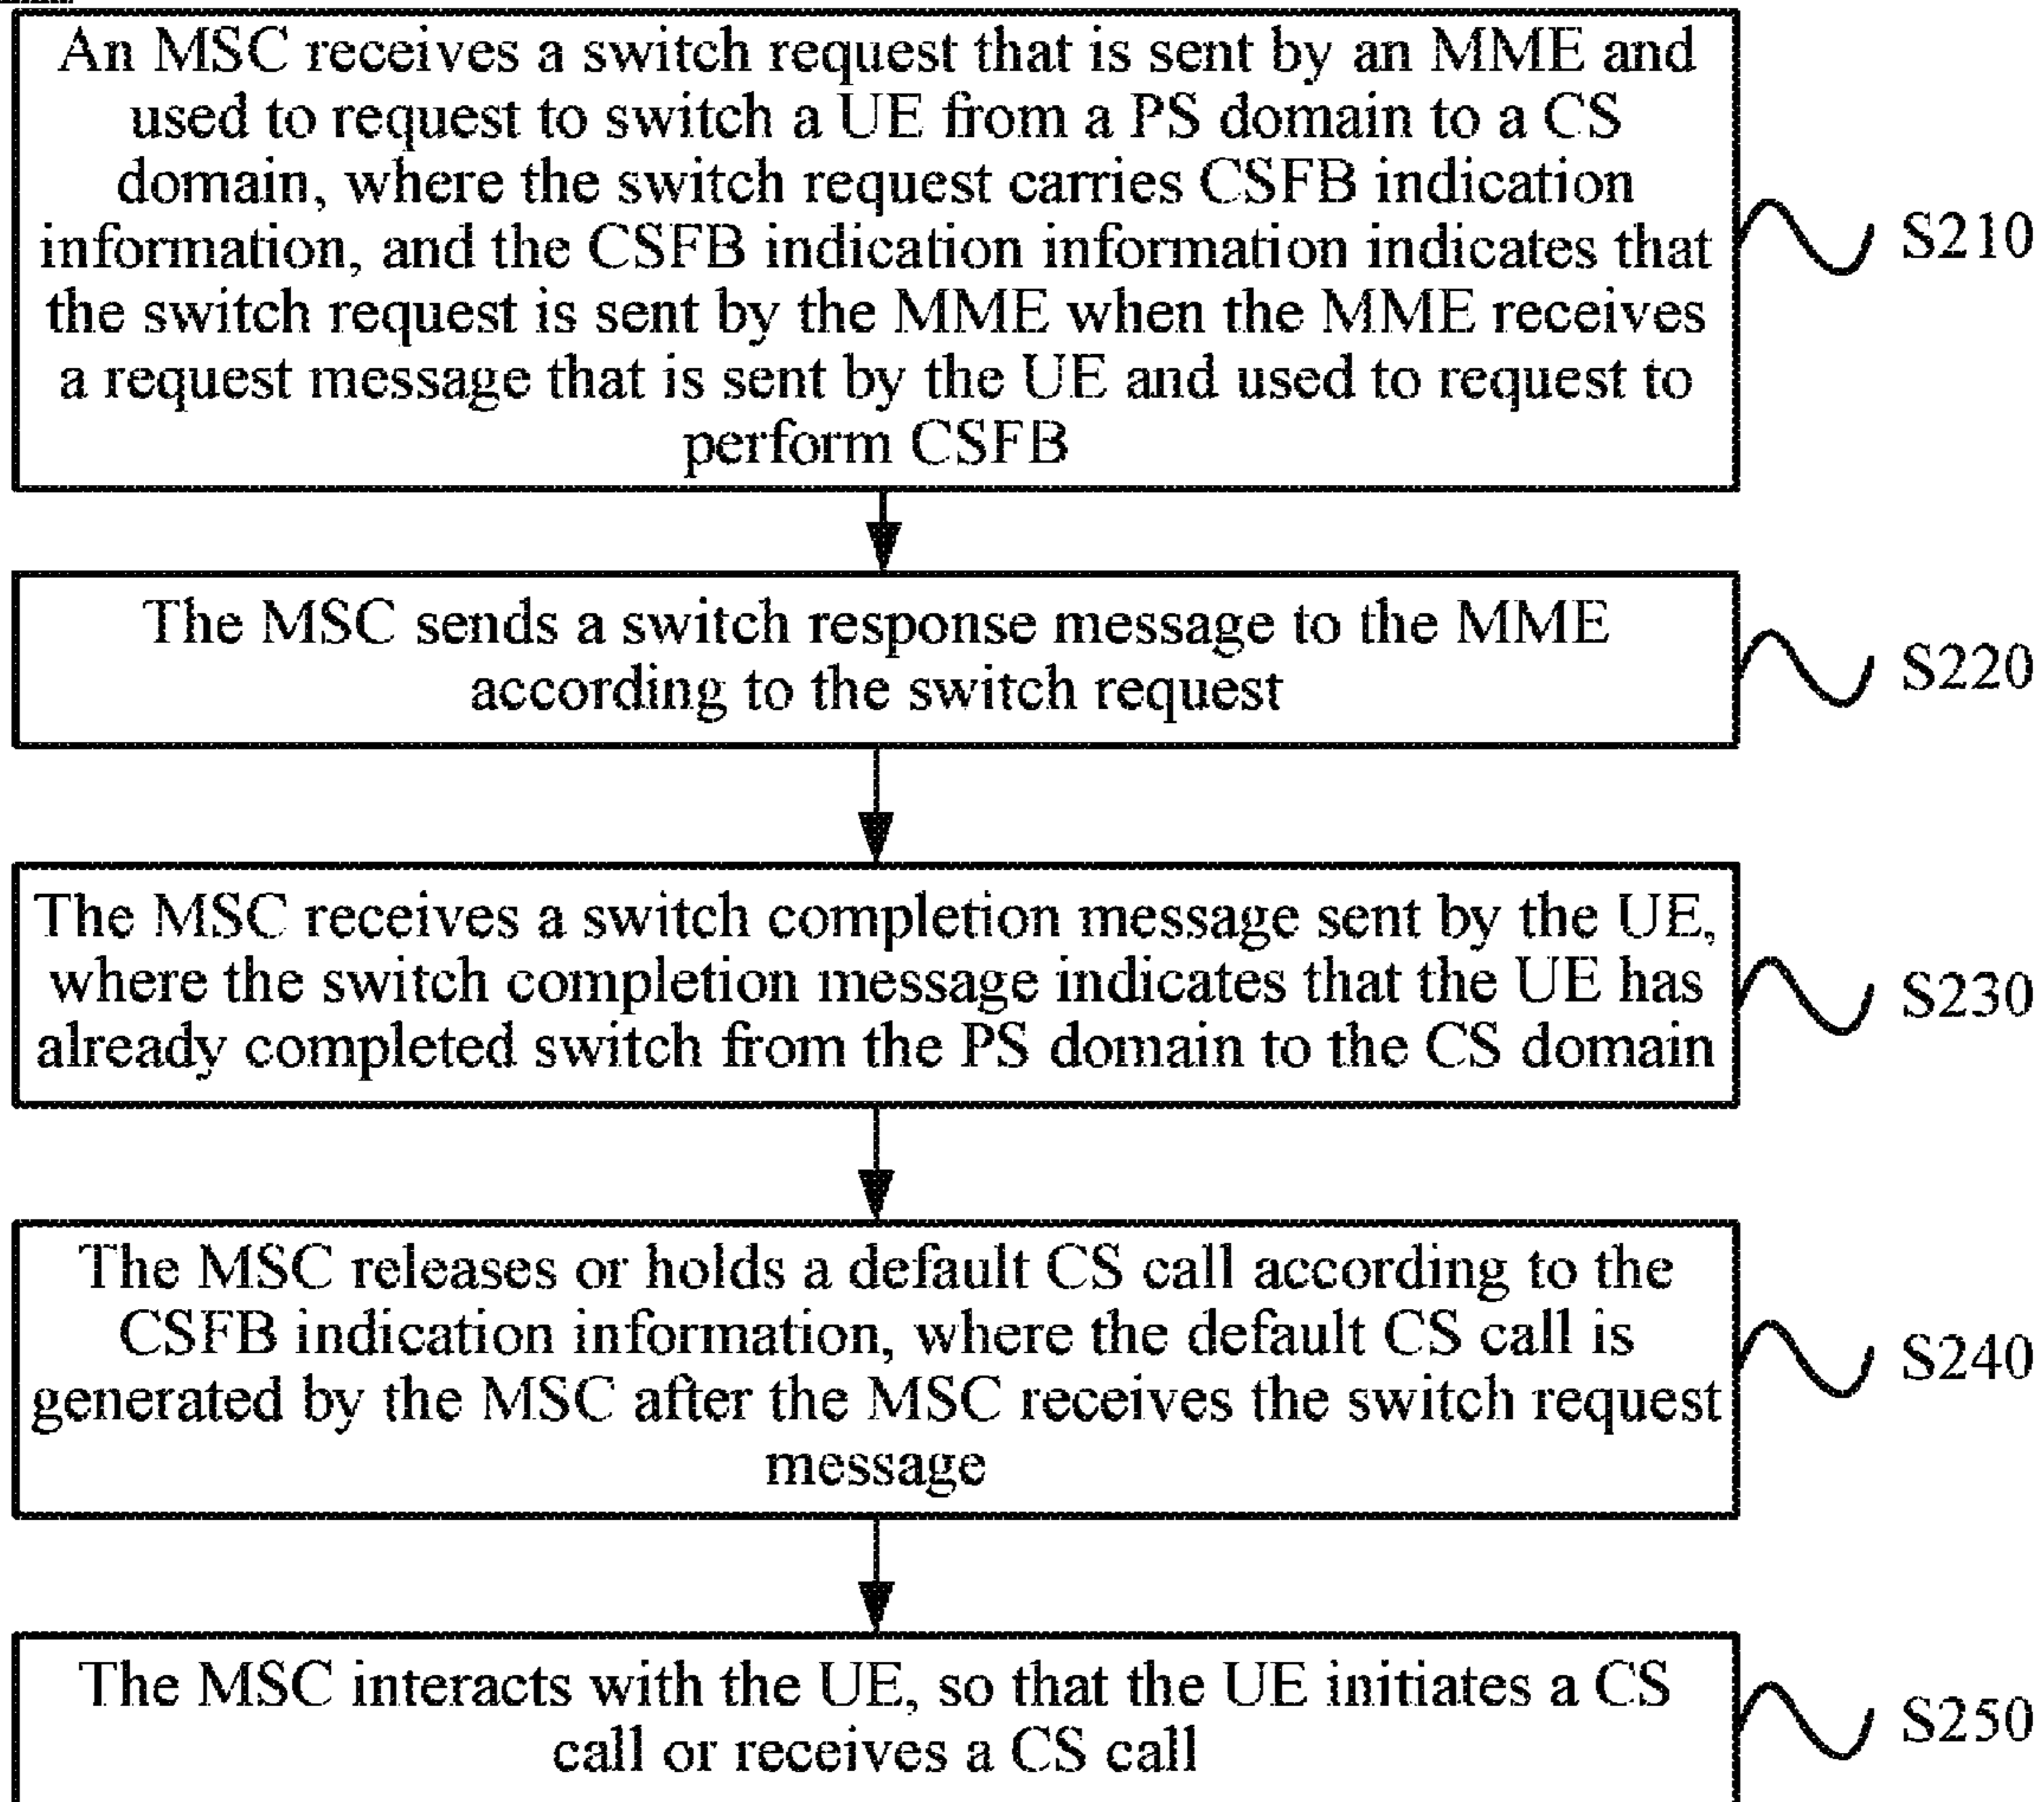 An MSC receives a switch request that is sent by an MME and
used to request to switch a UE from a PS domain to a CS
domain, where the switch request carries CSFB indication
information, and the CSFB indication information indicates that
the switch request is sent by the MME when the MME receives
a request message that is sent by the UE and used to request to
perform CSFB
S210
The MSC sends a switch response message to the MME
according to the switch request
S220
The MSC receives a switch completion message sent by the UE,
where the switch completion message indicates that the UE has
already completed switch from the PS domain to the CS domain
S230
The MSC releases or holds a default CS call according to the
CSFB indication information, where the default CS call is
generated by the MSC after the MSC receives the switch request
message
S240
The MSC interacts with the UE, so that the UE initiates a CS
call or receives a CS call
S250